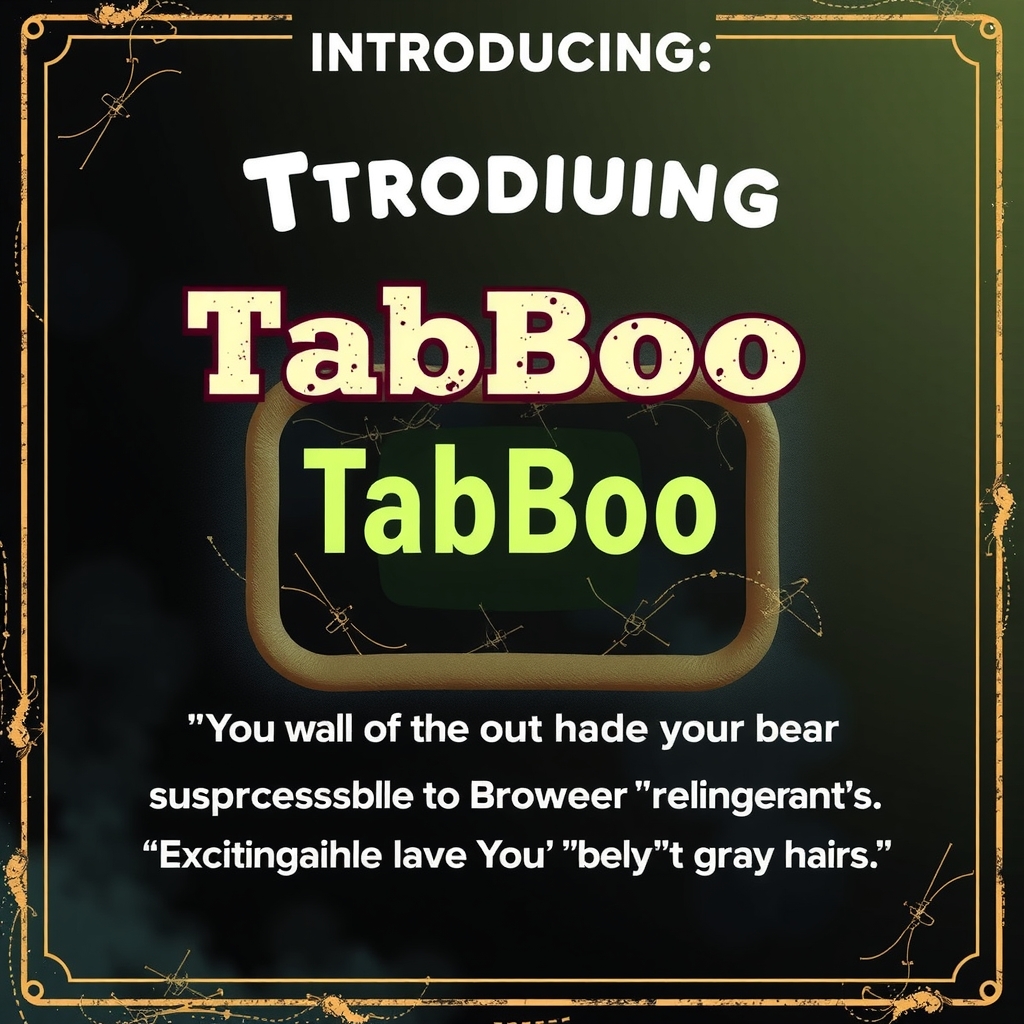 INTRODUCING:
TTRODIUING
TabBoo
TabBoo
"You wall of the out hade your bear
susprcesssblle to Broweer "relingerant's.
“Excitingaihle lave You' "bely"t gray hairs."